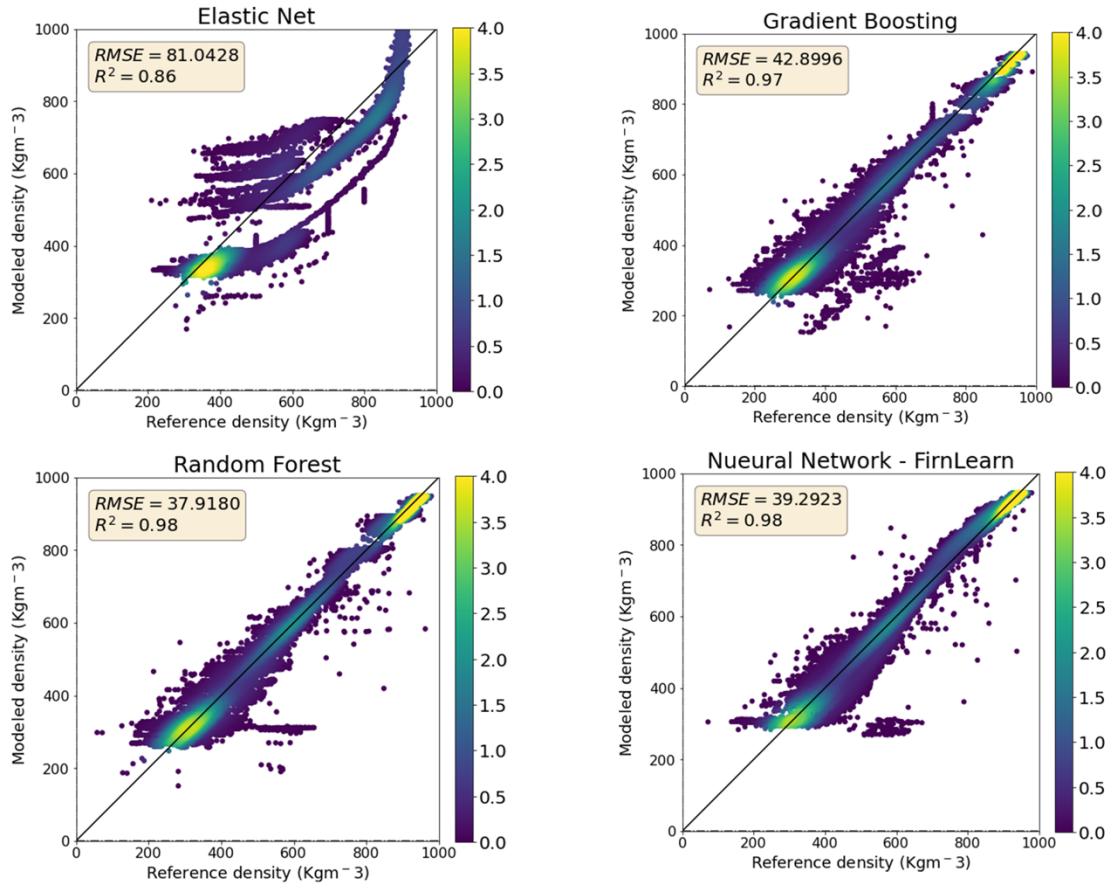 Elastic Net
RMSE = 81.0428
R² = 0.86
Modeled density (Kgm⁻3)
1000
800
600
400
200
0
0 200 400 600 800 1000
Reference density (Kgm⁻3)
4.0
3.5
3.0
2.5
2.0
1.5
1.0
0.5
0.0
Gradient Boosting
RMSE = 42.8996
R² = 0.97
Modeled density (Kgm⁻3)
1000
800
600
400
200
0
0 200 400 600 800 1000
Reference density (Kgm⁻3)
4.0
3.5
3.0
2.5
2.0
1.5
1.0
0.5
0.0
Random Forest
RMSE = 37.9180
R² = 0.98
Modeled density (Kgm⁻3)
1000
800
600
400
200
0
0 200 400 600 800 1000
Reference density (Kgm⁻3)
4.0
3.5
3.0
2.5
2.0
1.5
1.0
0.5
0.0
Nueural Network - FirnLearn
RMSE = 39.2923
R² = 0.98
Modeled density (Kgm⁻3)
1000
800
600
400
200
0
0 200 400 600 800 1000
Reference density (Kgm⁻3)
4.0
3.5
3.0
2.5
2.0
1.5
1.0
0.5
0.0